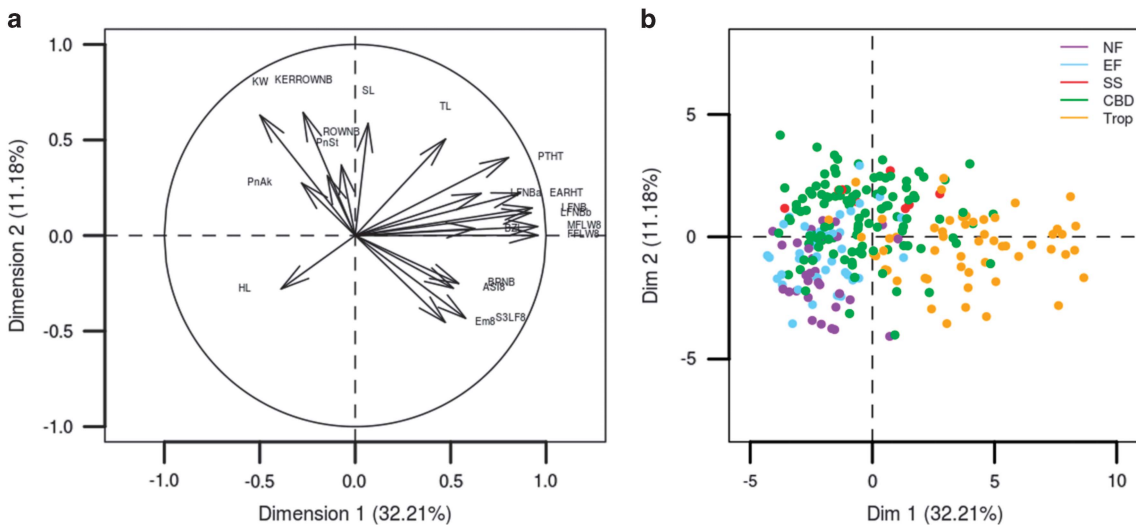 a
b
1.0
0.5
0.0
-0.5
-1.0
Dimension 2 (11.18%)
-1.0 -0.5 0.0 0.5 1.0
Dimension 1 (32.21%)
KW KERROWNB
SL
TL
ROWNB
PnSt
PTHT
PnAk
LFNBa EARHT
LFNB
LFNBb
MFLW8
FFLW8
HL
BRNB
Em8 S3LF8
NF
EF
SS
CBD
Trop
5
0
-5
Dim 2 (11.18%)
-5 0 5 10
Dim 1 (32.21%)